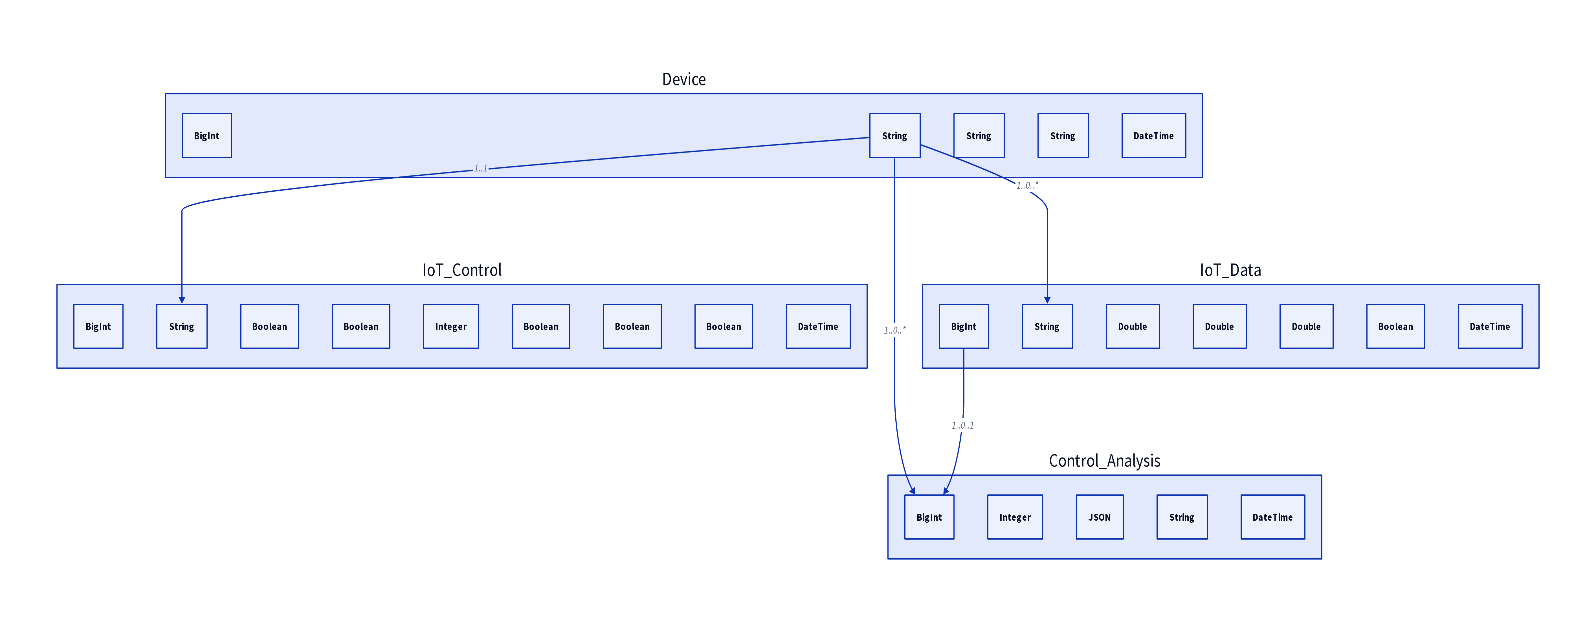 Device
BigInt String String String DateTime
1..1
1..0..*
IoT_Control IoT_Data
BigInt String Boolean Boolean Integer Boolean Boolean Boolean DateTime
BigInt String Double Double Double Boolean DateTime
1..0..*
1..0..1
Control_Analysis
BigInt Integer JSON String DateTime